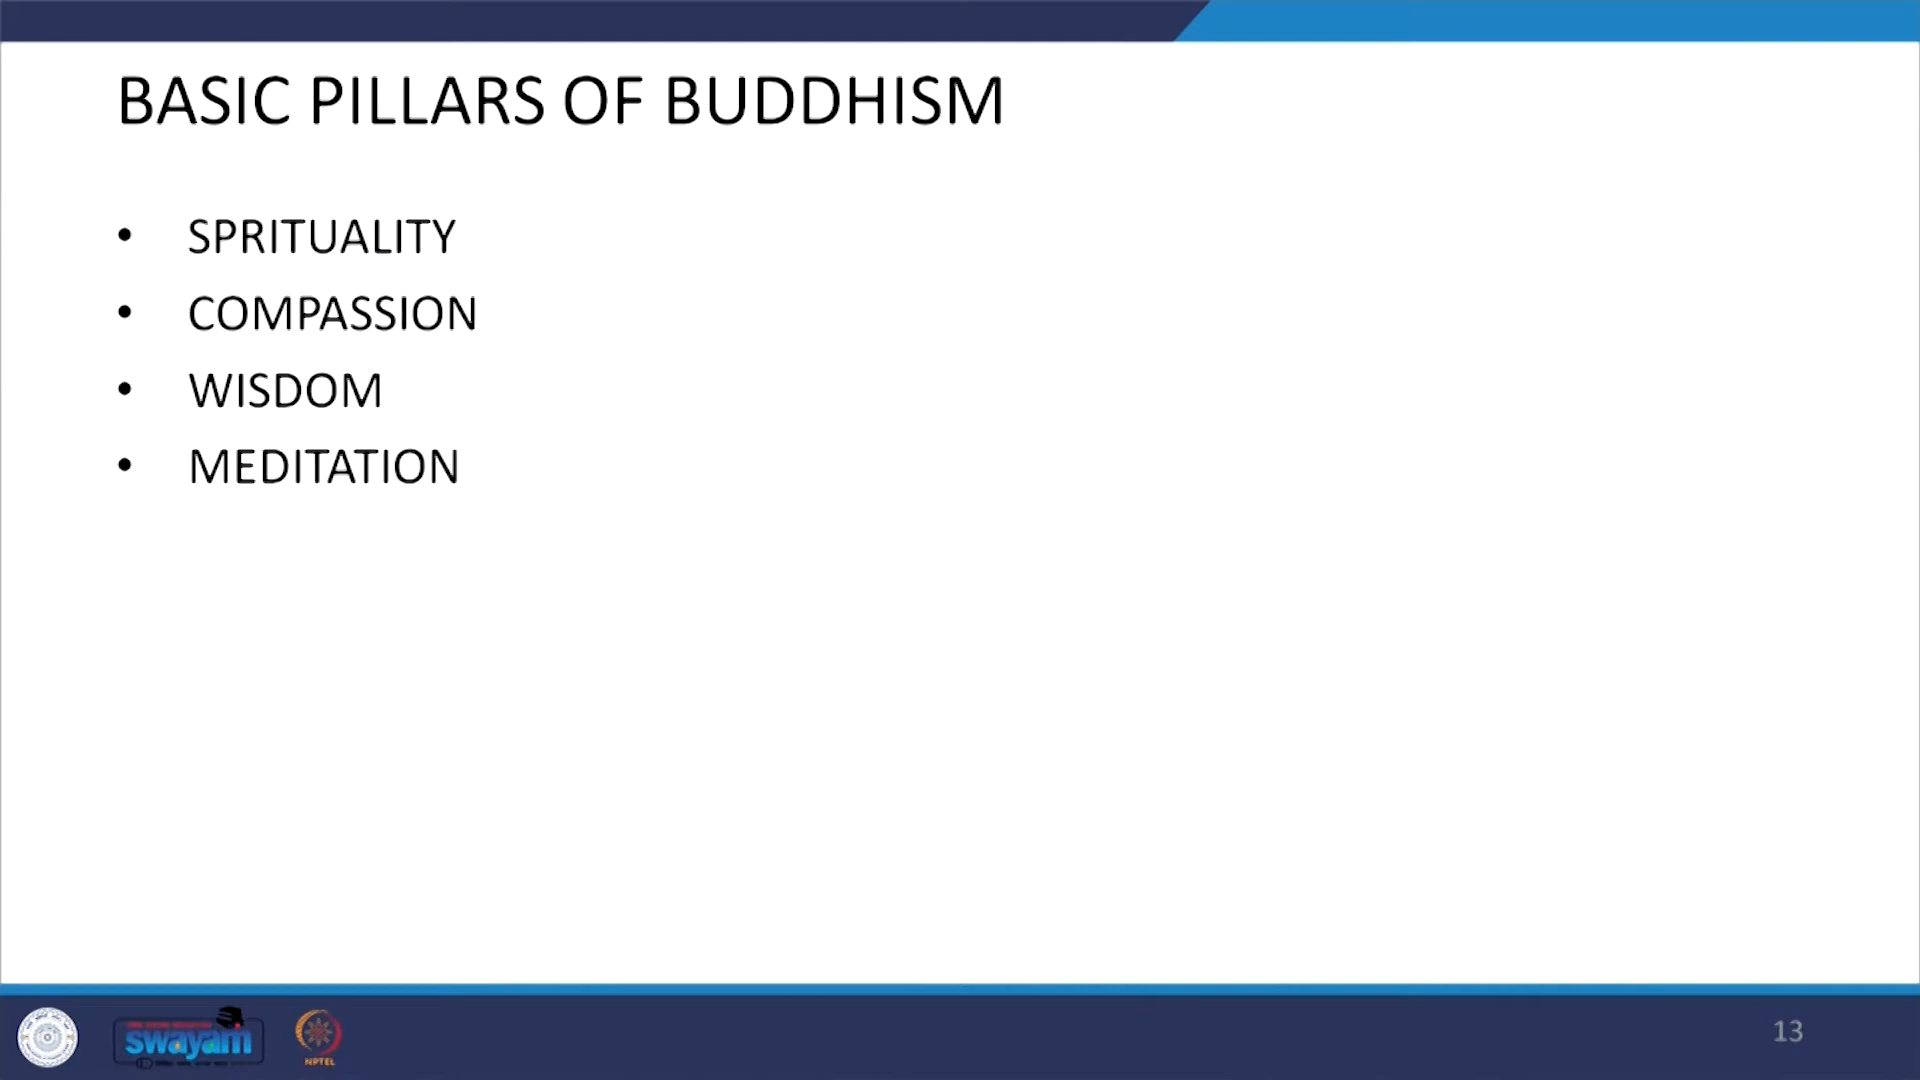 BASIC PILLARS OF BUDDHISM
• SPRITUALITY
• COMPASSION
• WISDOM
• MEDITATION
swayam
NPTEL
13